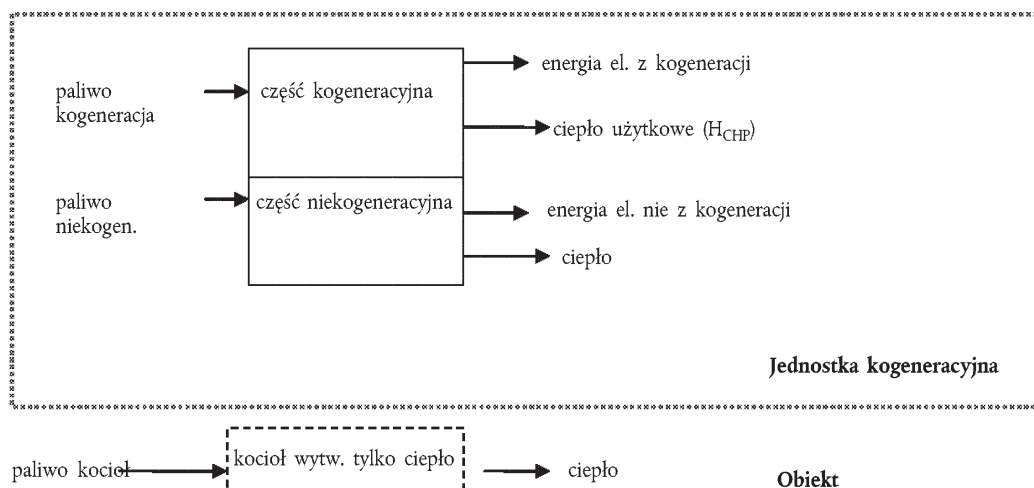 energia el. z kogeneracji
paliwo
kogeneracja
część kogeneracyjna
ciepło użytkowe (H_CHP)
paliwo
niekogen.
część niekogeneracyjna
energia el. nie z kogeneracji
ciepło
Jednostka kogeneracyjna
paliwo kocioł
kocioł wytw. tylko ciepło
ciepło
Obiekt